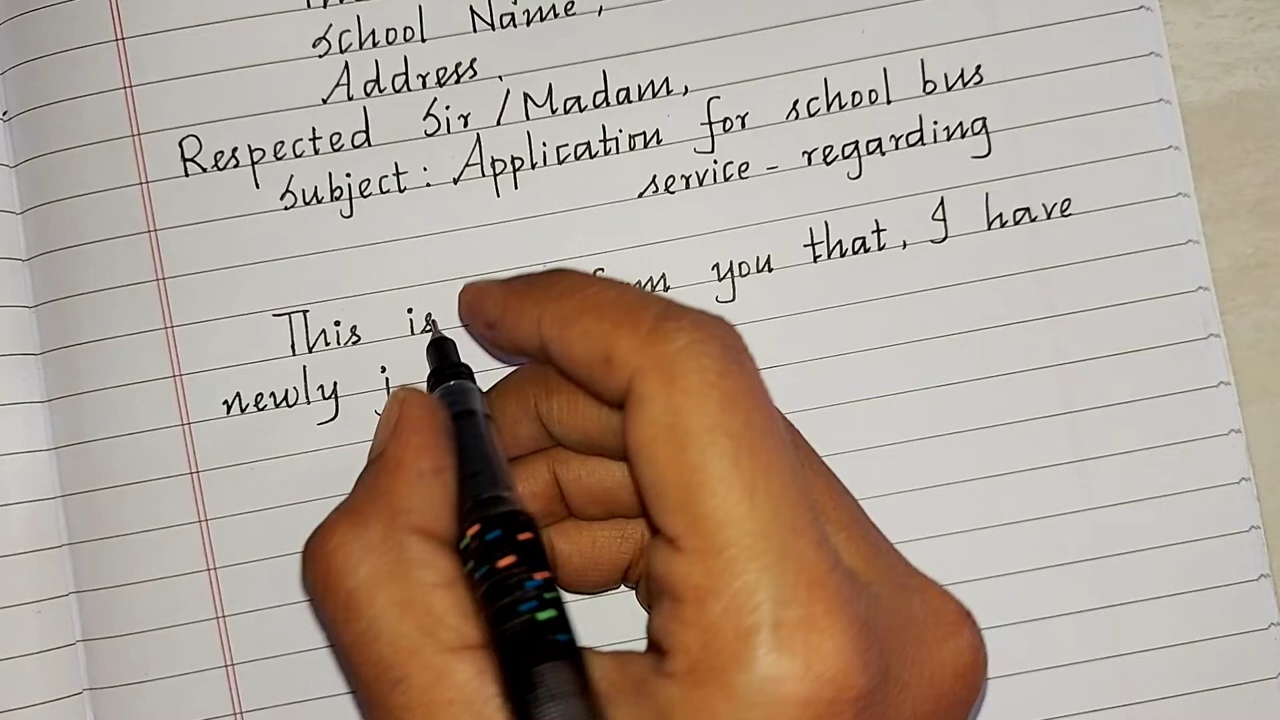 School Name,
Address.
Respected Sir/Madam,
Subject: Application for school bus
service - regarding
This is you that, I have
newly